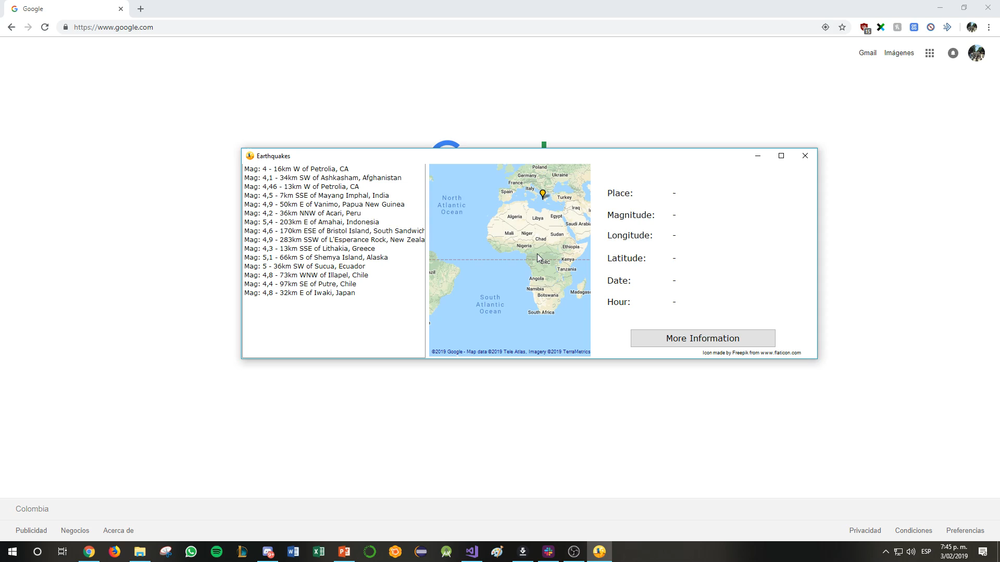 Google
https://www.google.com
15
Gmail
Imágenes
Earthquakes
Mag: 4 - 16km W of Petrolia, CA
Mag: 4,1 - 34km SW of Ashkasham, Afghanistan
Mag: 4,46 - 13km W of Petrolia, CA
Mag: 4,5 - 7km SSE of Mayang Imphal, India
Mag: 4,9 - 50km E of Vanimo, Papua New Guinea
Mag: 4,2 - 36km NNW of Acari, Peru
Mag: 5,4 - 203km E of Amahai, Indonesia
Mag: 4,6 - 170km ESE of Bristol Island, South Sandwich
Mag: 4,9 - 283km SSW of L'Esperance Rock, New Zeala
Mag: 4,3 - 13km SSE of Lithakia, Greece
Mag: 5,1 - 66km S of Shemya Island, Alaska
Mag: 5 - 36km SW of Sucua, Ecuador
Mag: 4,8 - 73km WNW of Illapel, Chile
Mag: 4,4 - 97km SE of Putre, Chile
Mag: 4,8 - 32km E of Iwaki, Japan
Poland
Germany
Ukraine
France
Italy
Spain
Turkey
North
Atlantic
Ocean
Iraq
Algeria
Libya
Egypt
Saudi Arabi
Mali
Niger
Sudan
Chad
Nigeria
Ethiopia
DRC
Kenya
Tanzania
zil
Angola
Namibia
Madagasc
Botswana
South
Atlantic
Ocean
South Africa
©2019 Google - Map data ©2019 Tele Atlas, Imagery ©2019 TerraMetrics
Place: -
Magnitude: -
Longitude: -
Latitude: -
Date: -
Hour: -
More Information
Icon made by Freepik from www.flaticon.com
Colombia
Publicidad
Negocios
Acerca de
Privacidad
Condiciones
Preferencias
9+
ESP
7:45 p. m.
3/02/2019